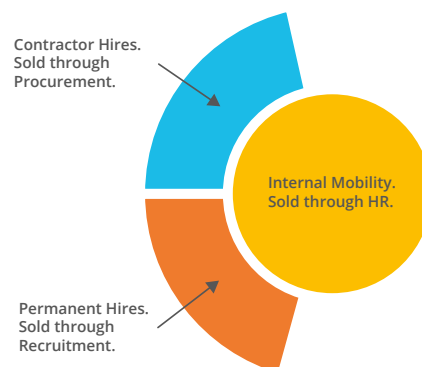 Contractor Hires.
Sold through
Procurement.
Internal Mobility.
Sold through HR.
Permanent Hires.
Sold through
Recruitment.